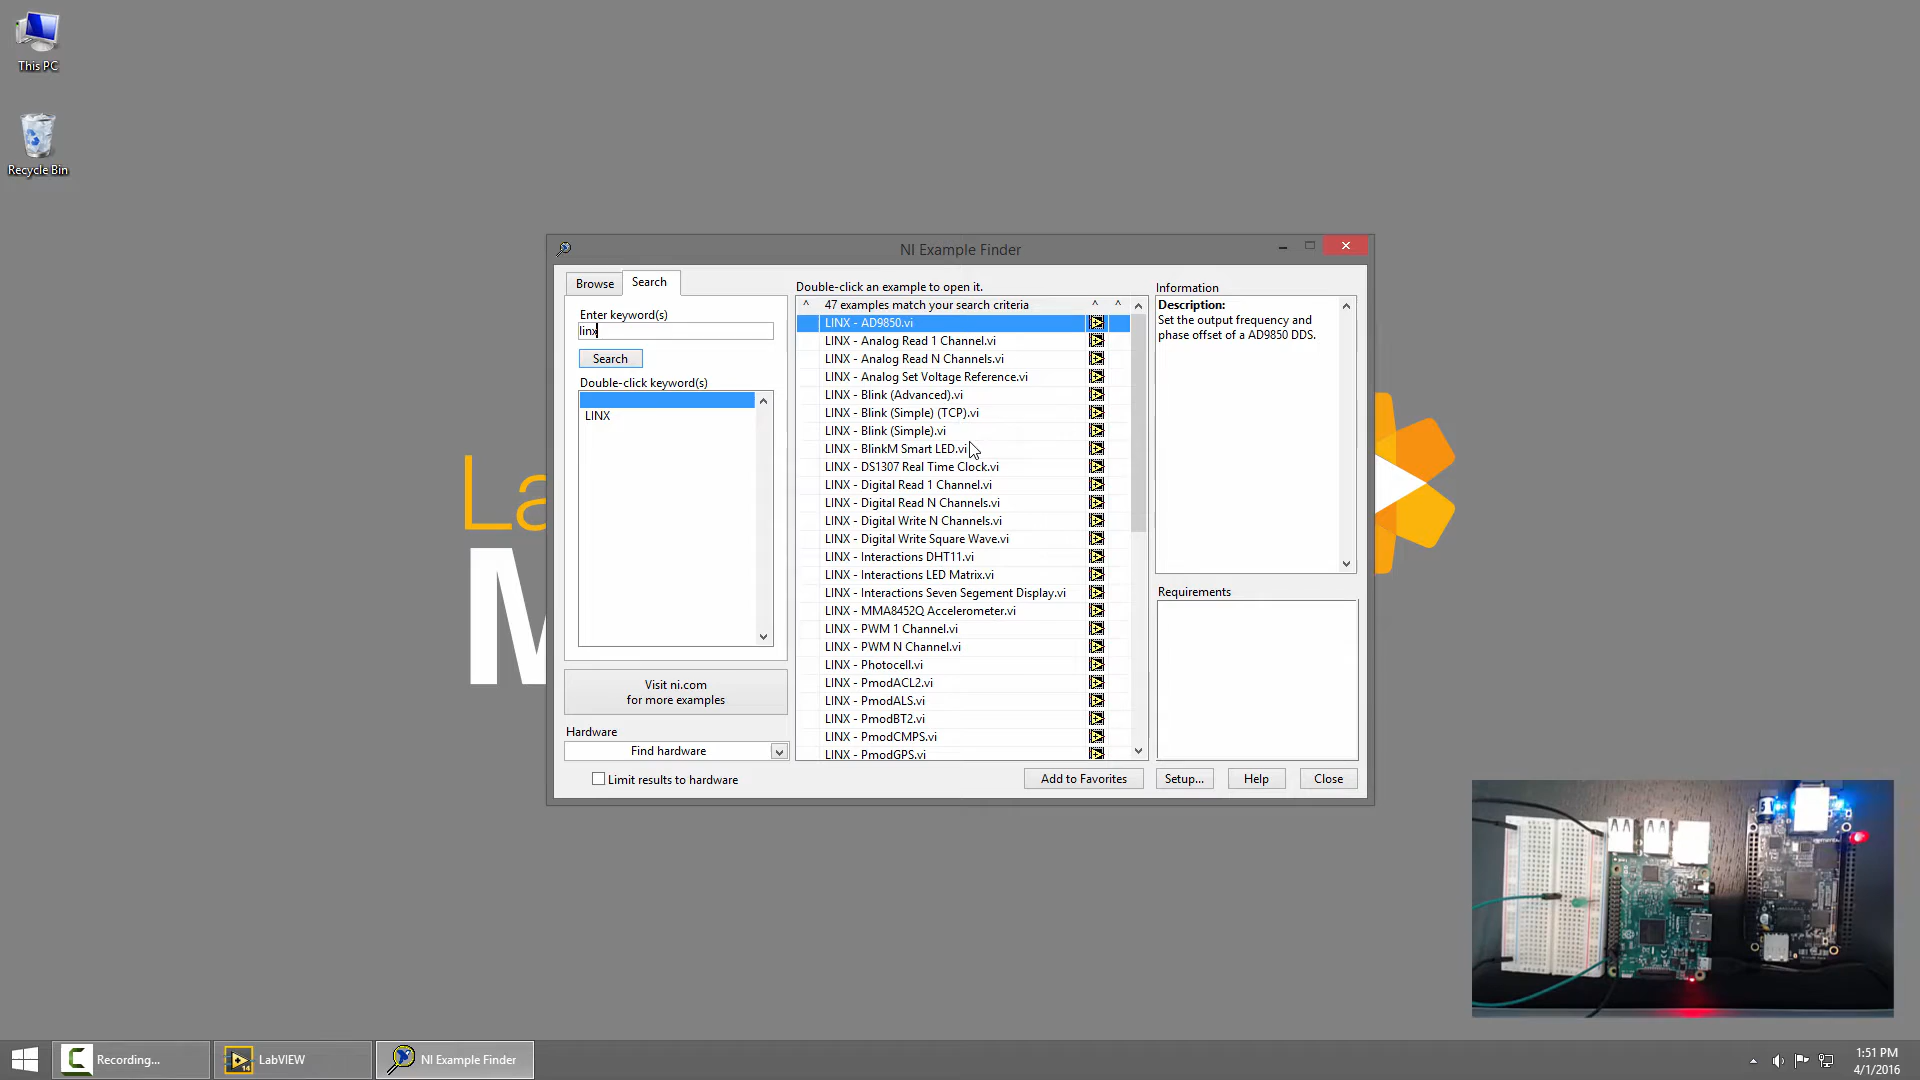 This PC
Recycle Bin
La
M
NI Example Finder
Browse
Search
Enter keyword(s)
linx
Search
Double-click keyword(s)
LINX
Visit ni.com
for more examples
Hardware
Find hardware
Limit results to hardware
Double-click an example to open it.
47 examples match your search criteria
LINX - AD9850.vi
LINX - Analog Read 1 Channel.vi
LINX - Analog Read N Channels.vi
LINX - Analog Set Voltage Reference.vi
LINX - Blink (Advanced).vi
LINX - Blink (Simple) (TCP).vi
LINX - Blink (Simple).vi
LINX - BlinkM Smart LED.vi
LINX - DS1307 Real Time Clock.vi
LINX - Digital Read 1 Channel.vi
LINX - Digital Read N Channels.vi
LINX - Digital Write N Channels.vi
LINX - Digital Write Square Wave.vi
LINX - Interactions DHT11.vi
LINX - Interactions LED Matrix.vi
LINX - Interactions Seven Segement Display.vi
LINX - MMA8452Q Accelerometer.vi
LINX - PWM 1 Channel.vi
LINX - PWM N Channel.vi
LINX - Photocell.vi
LINX - PmodACL2.vi
LINX - PmodALS.vi
LINX - PmodBT2.vi
LINX - PmodCMPS.vi
LINX - PmodGPS.vi
Information
Description:
Set the output frequency and
phase offset of a AD9850 DDS.
Requirements
Add to Favorites
Setup...
Help
Close
Recording...
LabVIEW
NI Example Finder
1:51 PM
4/1/2016